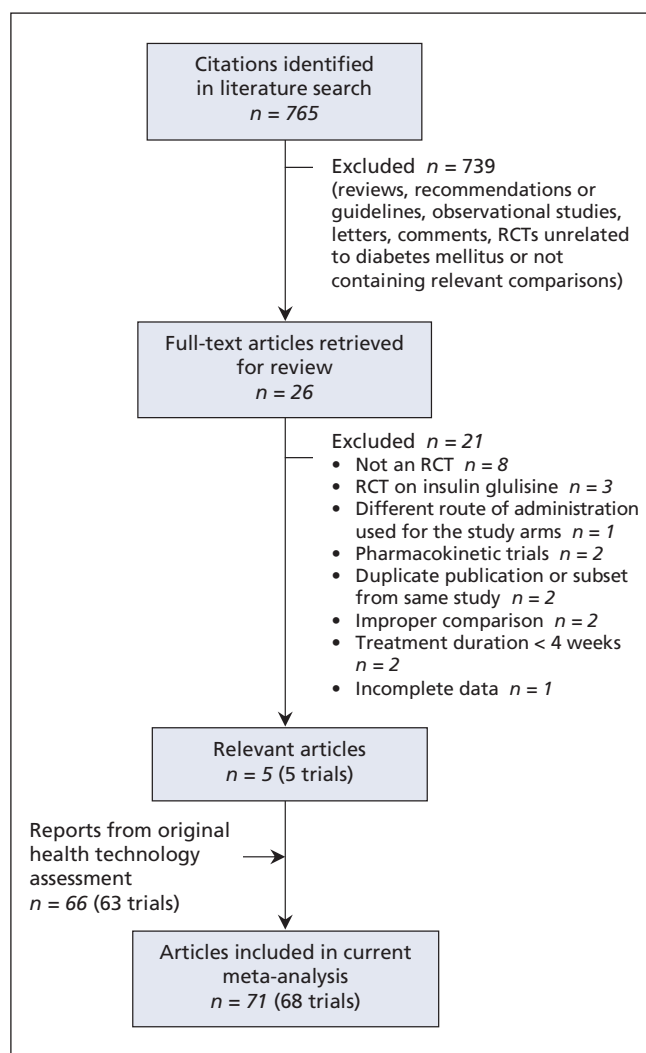 Citations identified
in literature search
n = 765
Excluded n = 739
(reviews, recommendations or
guidelines, observational studies,
letters, comments, RCTs unrelated
to diabetes mellitus or not
containing relevant comparisons)
Full-text articles retrieved
for review
n = 26
Excluded n = 21
• Not an RCT n = 8
• RCT on insulin glulisine n = 3
• Different route of administration
used for the study arms n = 1
• Pharmacokinetic trials n = 2
• Duplicate publication or subset
from same study n = 2
• Improper comparison n = 2
• Treatment duration < 4 weeks
n = 2
• Incomplete data n = 1
Relevant articles
n = 5 (5 trials)
Reports from original
health technology
assessment
n = 66 (63 trials)
Articles included in current
meta-analysis
n = 71 (68 trials)